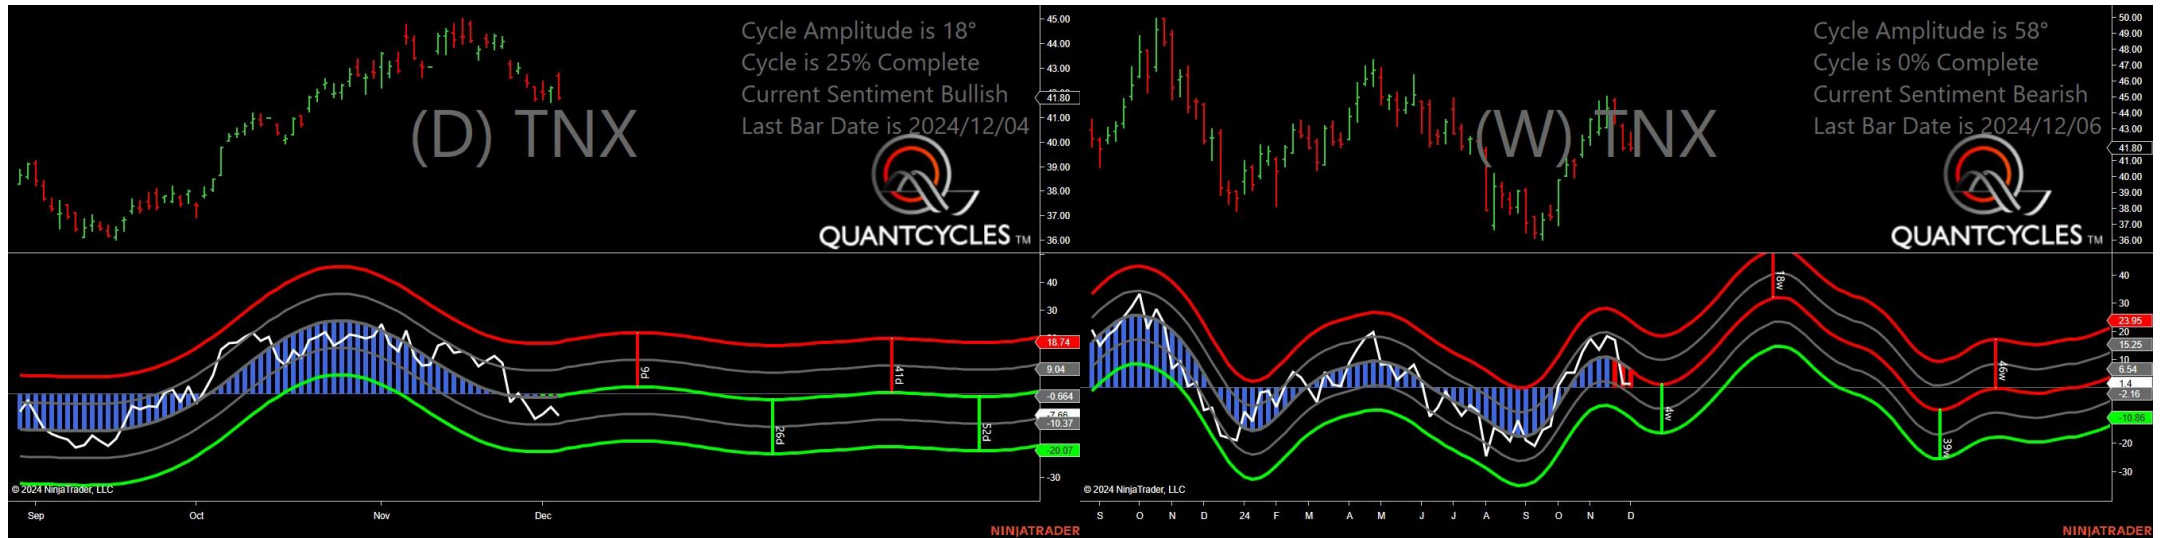 Cycle Amplitude is 18°
Cycle is 25% Complete
Current Sentiment Bullish
Last Bar Date is 2024/12/04
(D) TNX
QUANTCYCLES TM
45.00
44.00
43.00
41.80
41.00
40.00
39.00
38.00
37.00
36.00
40
30
18.74
9.04
-0.664
-7.66
-10.37
-20.07
-30
9d
26d
41d
52d
© 2024 NinjaTrader, LLC
Sep Oct Nov Dec
NINJATRADER
Cycle Amplitude is 58°
Cycle is 0% Complete
Current Sentiment Bearish
Last Bar Date is 2024/12/06
(W) TNX
QUANTCYCLES TM
50.00
49.00
48.00
47.00
46.00
45.00
44.00
43.00
41.80
41.00
40.00
39.00
38.00
37.00
36.00
40
30
23.95
20
15.25
10
6.54
1.4
-2.16
-10.86
-20
-30
4w
18w
39w
46w
© 2024 NinjaTrader, LLC
S O N D 24 F M A M J J A S O N D
NINJATRADER